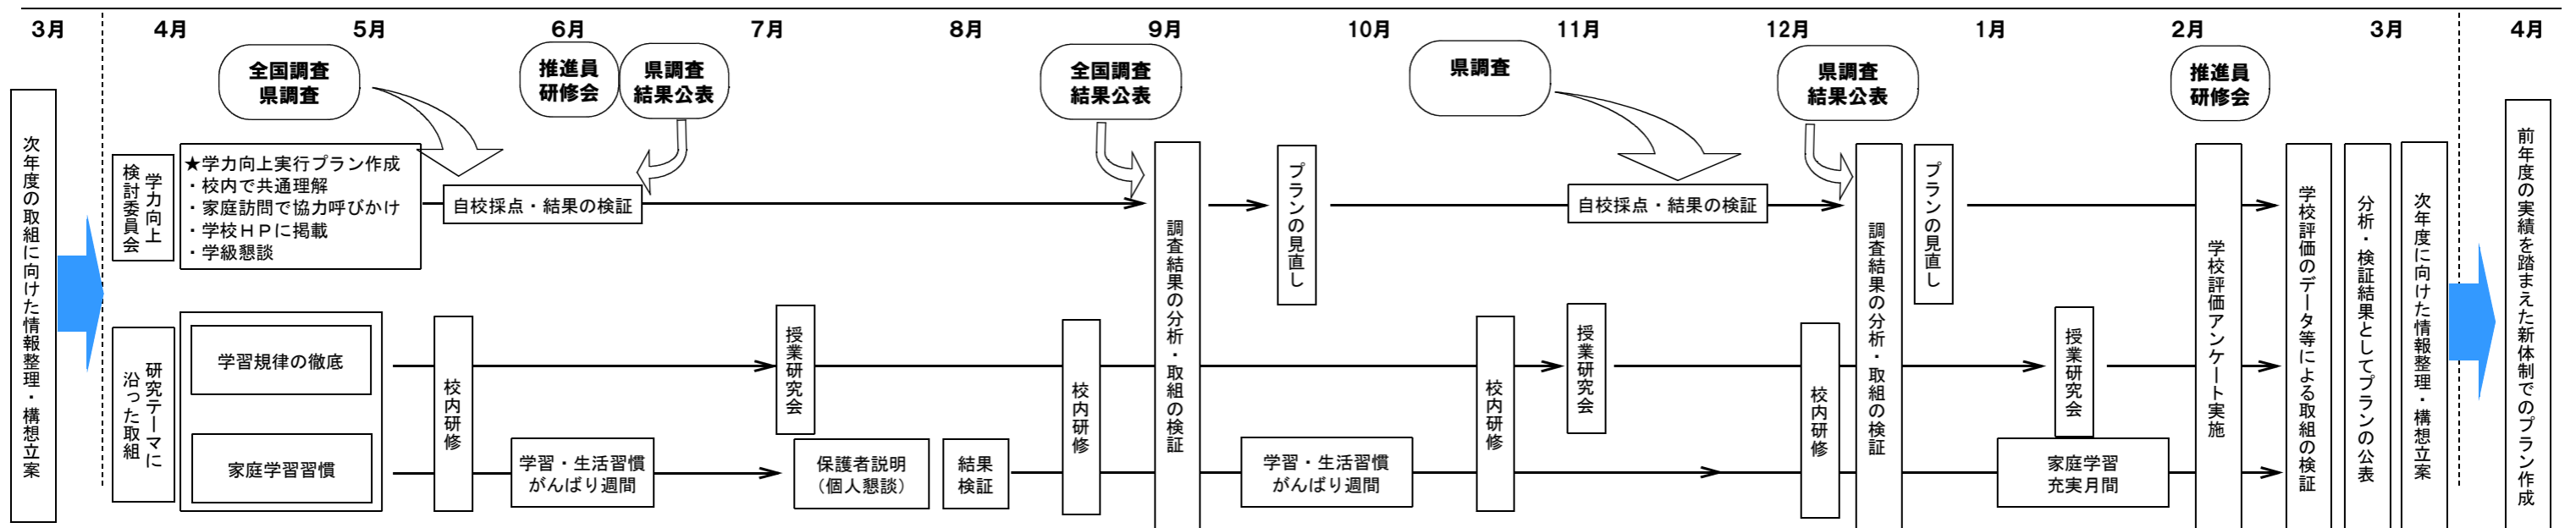 3月
4月
5月
6月
7月
8月
9月
10月
11月
12月
1月
2月
3月
4月
全国調査
県調査
推進員
研修会
県調査
結果公表
全国調査
結果公表
県調査
県調査
結果公表
推進員
研修会
次年度の取組に向けた情報整理・構想立案
学力向上
検討委員会
★学力向上実行プラン作成
・校内で共通理解
・家庭訪問で協力呼びかけ
・学校ＨＰに掲載
・学級懇談
自校採点・結果の検証
調査結果の分析・取組の検証
プランの見直し
自校採点・結果の検証
調査結果の分析・取組の検証
プランの見直し
学校評価アンケート実施
学校評価のデータ等による取組の検証
分析・検証結果としてプランの公表
次年度に向けた情報整理・構想立案
前年度の実績を踏まえた新体制でのプラン作成
研究テーマに
沿った取組
学習規律の徹底
家庭学習習慣
校内研修
学習・生活習慣
がんばり週間
授業研究会
保護者説明
（個人懇談）
結果
検証
校内研修
学習・生活習慣
がんばり週間
校内研修
授業研究会
校内研修
授業研究会
家庭学習
充実月間